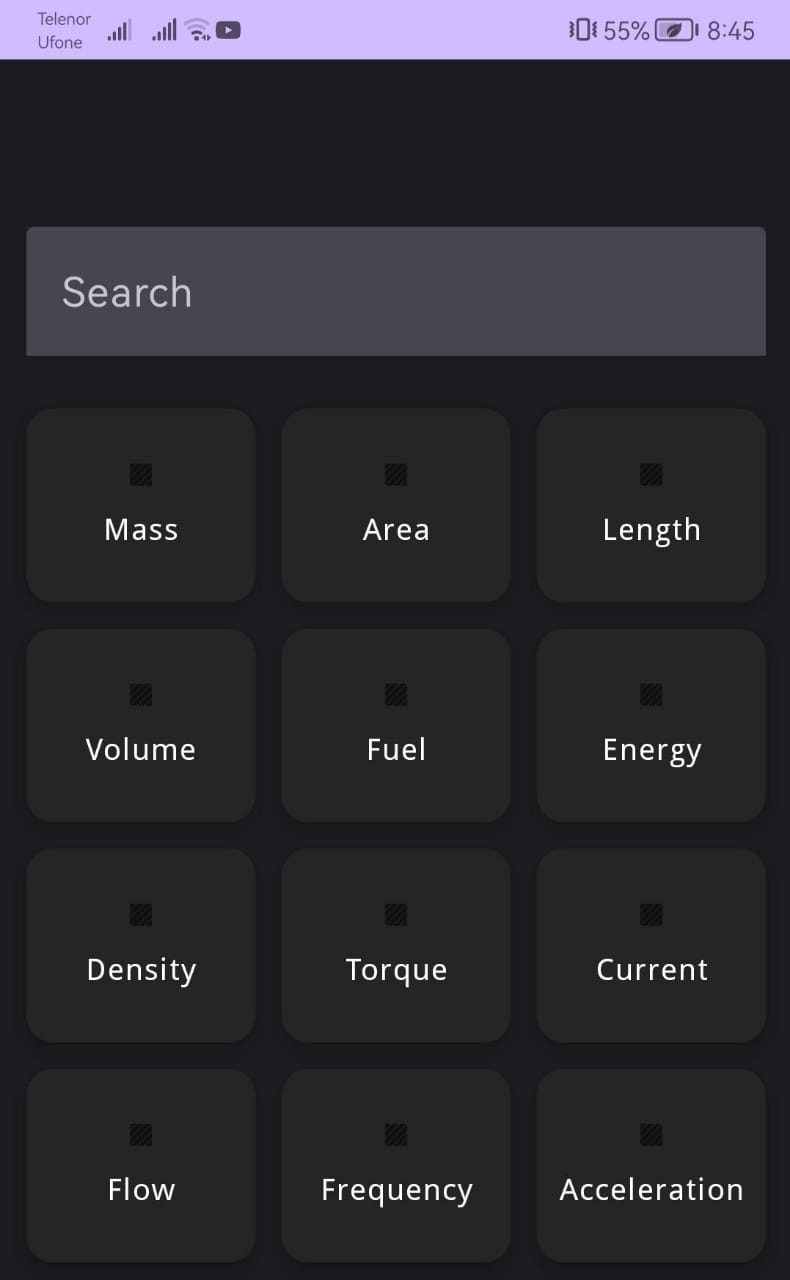 Telenor
Ufone
55% 8:45
Search
Mass Area Length
Volume Fuel Energy
Density Torque Current
Flow Frequency Acceleration